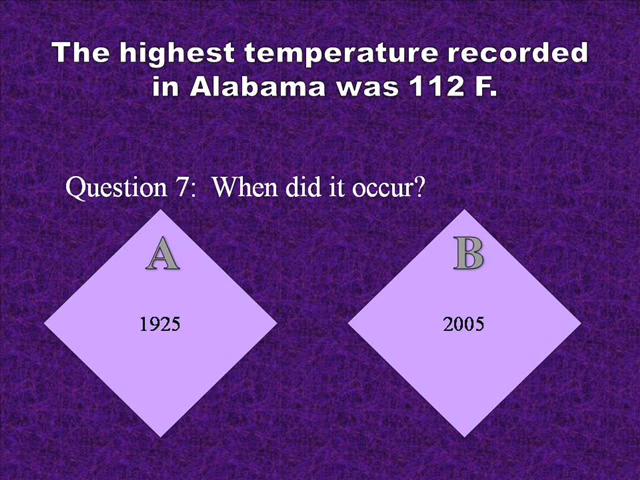 The highest temperature recorded
in Alabama was 112 F.
Question 7:  When did it occur?
A
B
1925
2005